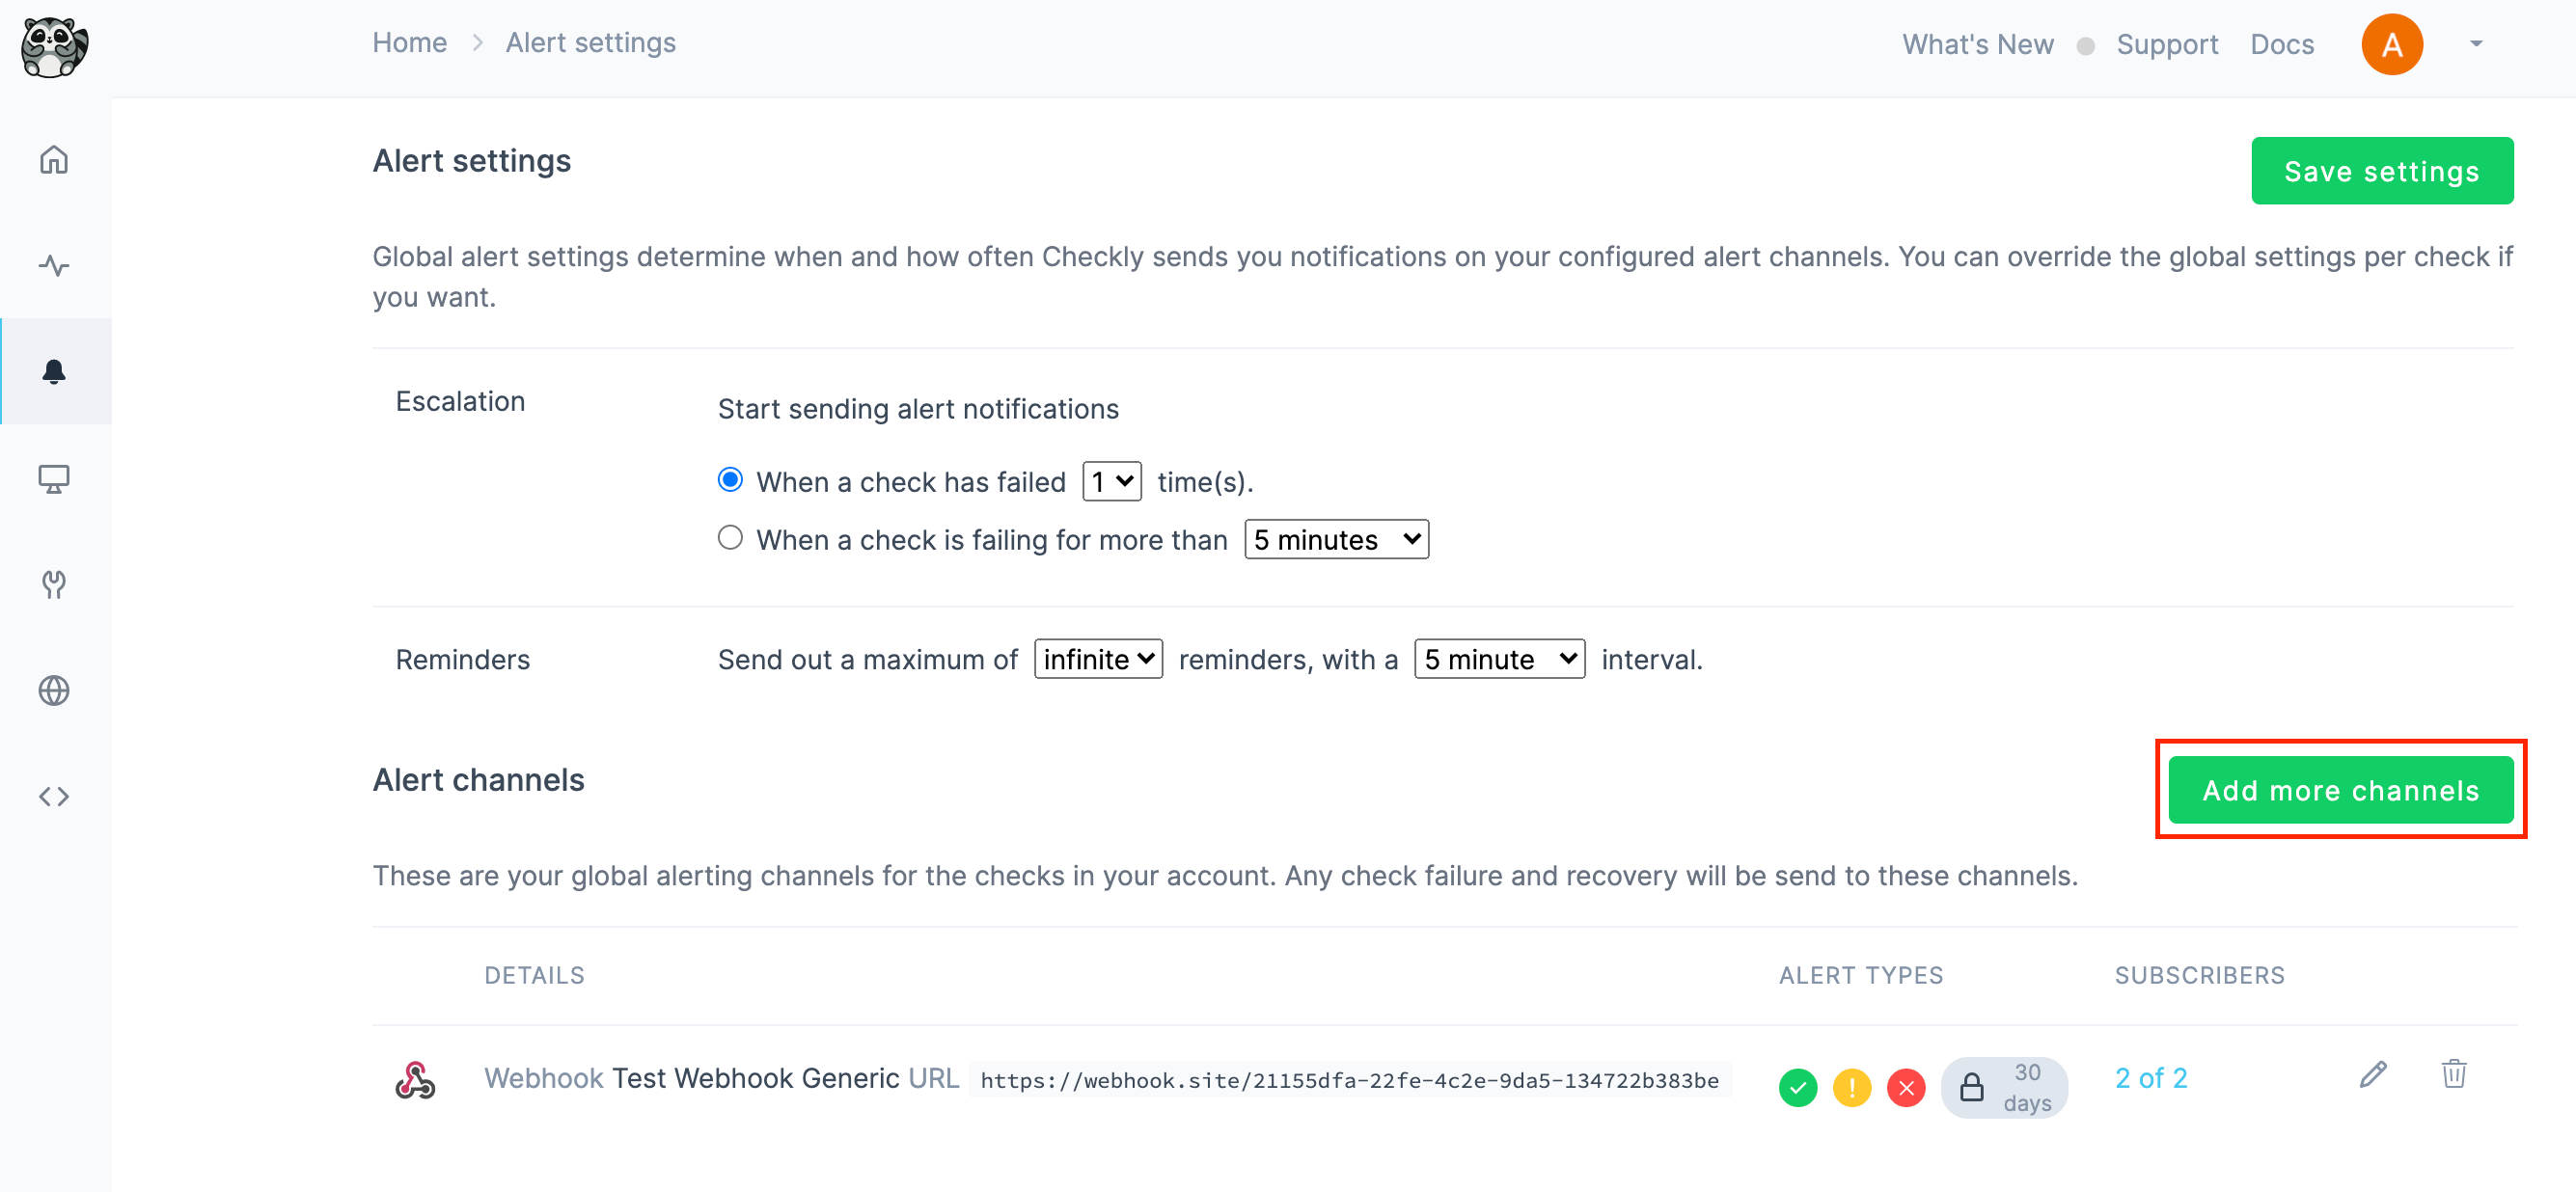 Home > Alert settings
What's New Support Docs A
Alert settings
Save settings
Global alert settings determine when and how often Checkly sends you notifications on your configured alert channels. You can override the global settings per check if
you want.
Escalation
Start sending alert notifications
When a check has failed 1 time(s).
When a check is failing for more than 5 minutes
Reminders
Send out a maximum of infinite reminders, with a 5 minute interval.
Alert channels
Add more channels
These are your global alerting channels for the checks in your account. Any check failure and recovery will be send to these channels.
DETAILS ALERT TYPES SUBSCRIBERS
Webhook Test Webhook Generic URL https://webhook.site/21155dfa-22fe-4c2e-9da5-134722b383be 30 days 2 of 2